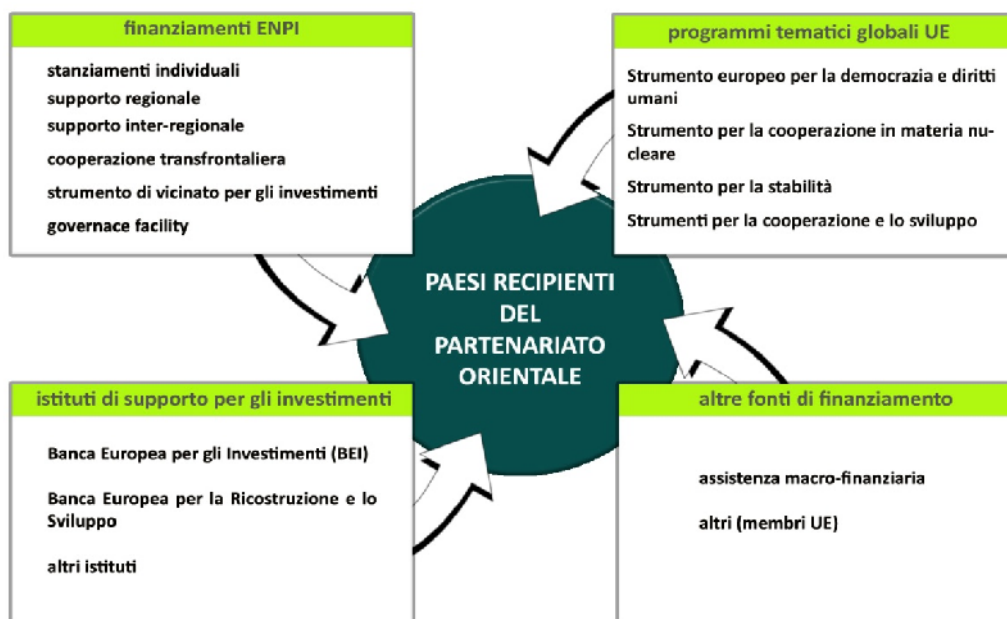 finanziamenti ENPI
stanziamenti individuali
supporto regionale
supporto inter-regionale
cooperazione transfrontaliera
strumento di vicinato per gli investimenti
governace facility
programmi tematici globali UE
Strumento europeo per la democrazia e diritti
umani
Strumento per la cooperazione in materia nu-
cleare
Strumento per la stabilità
Strumenti per la cooperazione e lo sviluppo
PAESI RECIPIENTI
DEL
PARTENARIATO
ORIENTALE
istituti di supporto per gli investimenti
Banca Europea per gli Investimenti (BEI)
Banca Europea per la Ricostruzione e lo
Sviluppo
altri istituti
altre fonti di finanziamento
assistenza macro-finanziaria
altri (membri UE)